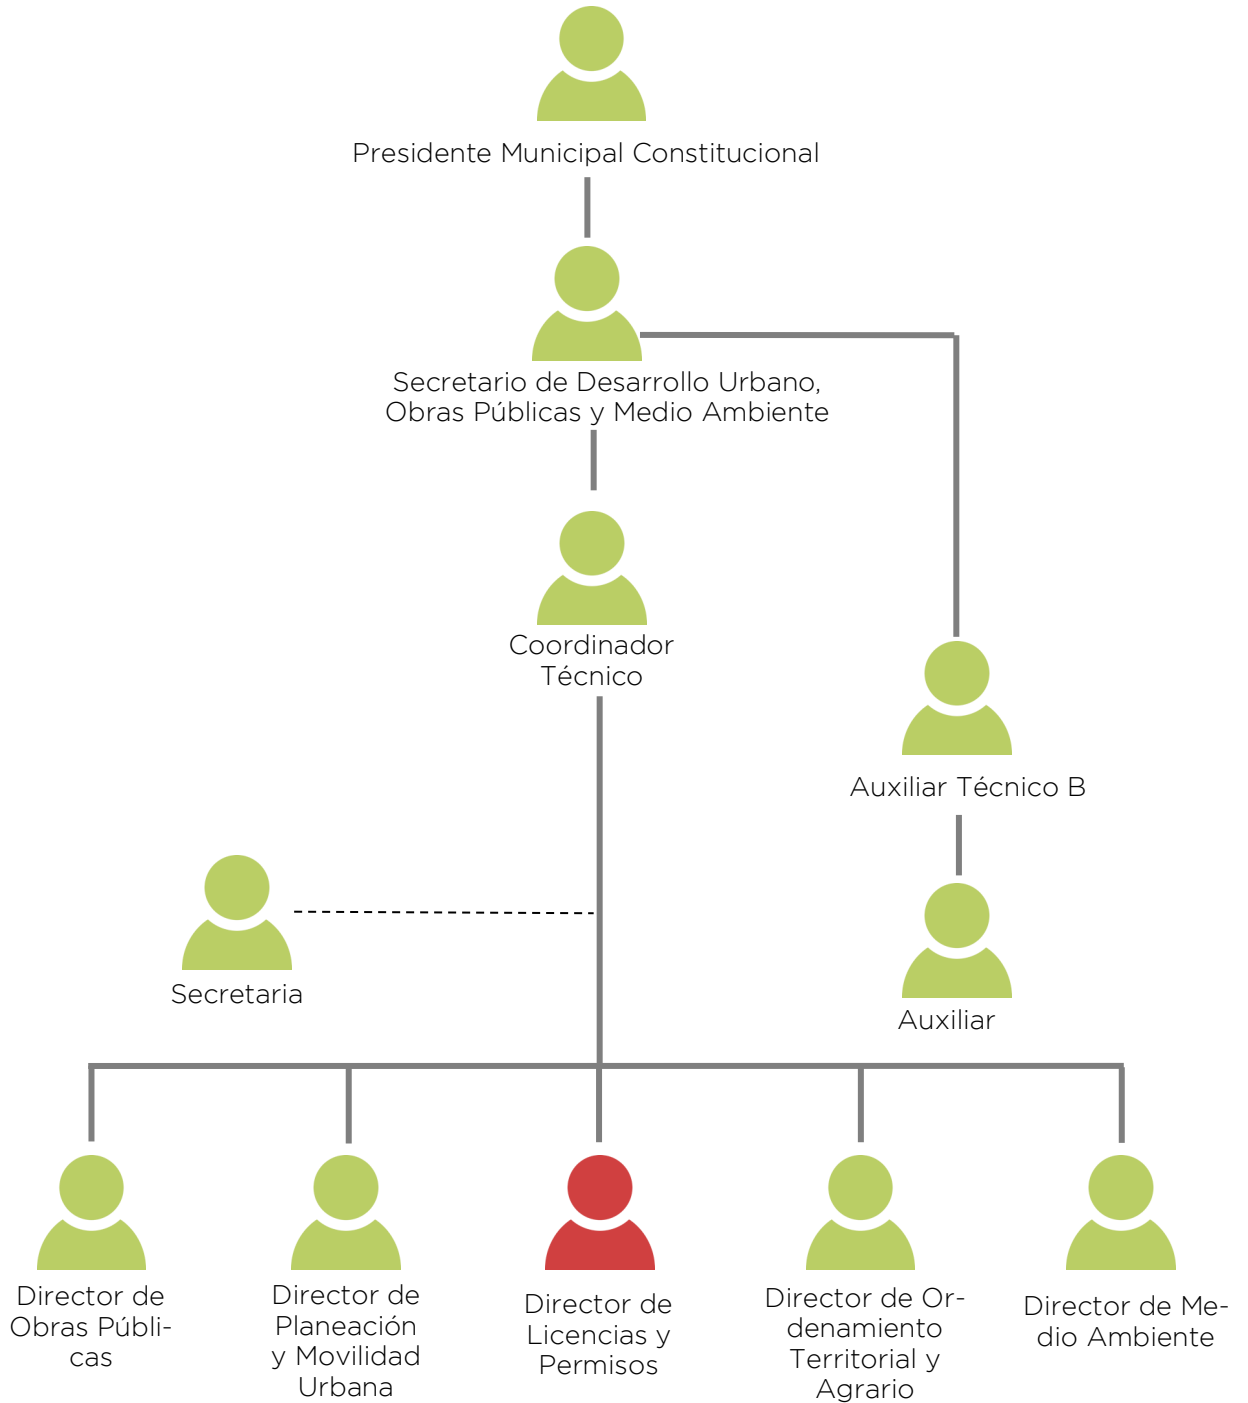 Presidente Municipal Constitucional
Secretario de Desarrollo Urbano,
Obras Públicas y Medio Ambiente
Coordinador
Técnico
Auxiliar Técnico B
Secretaria
Auxiliar
Director de
Obras Públi-
cas
Director de
Planeación
y Movilidad
Urbana
Director de
Licencias y
Permisos
Director de Or-
denamiento
Territorial y
Agrario
Director de Me-
dio Ambiente